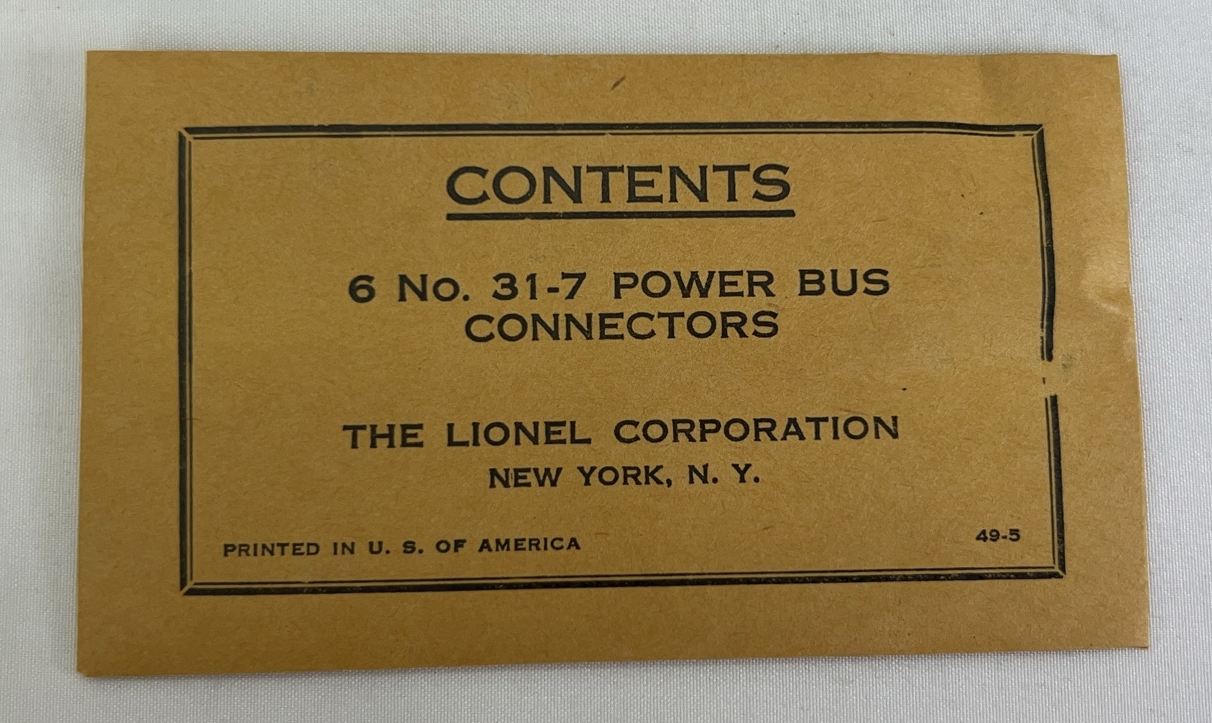 CONTENTS
6 No. 31-7 POWER BUS
CONNECTORS
THE LIONEL CORPORATION
NEW YORK, N. Y.
PRINTED IN U. S. OF AMERICA
49-5